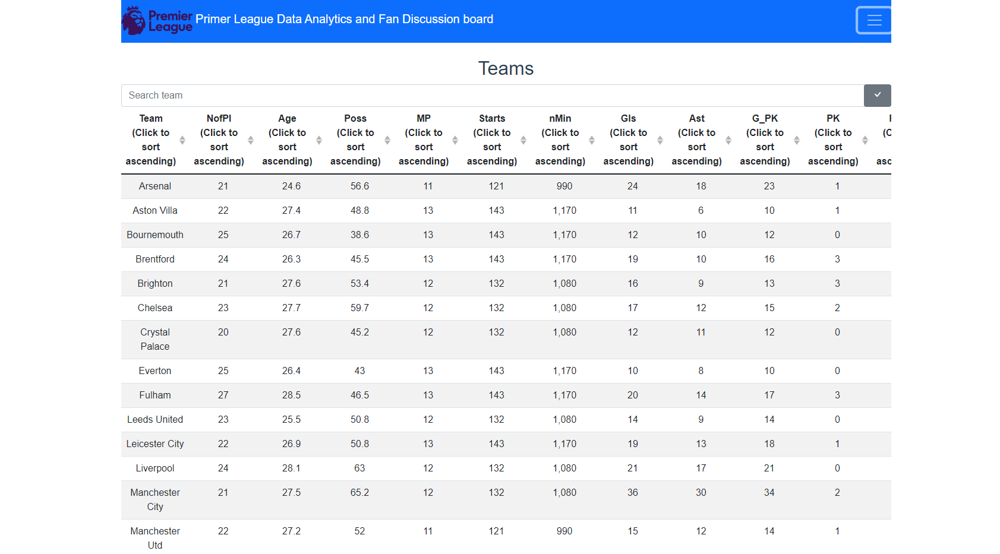 Premier
League
Primer League Data Analytics and Fan Discussion board
Teams
Search team
Team (Click to sort ascending) NofPl (Click to sort ascending) Age (Click to sort ascending) Poss (Click to sort ascending) MP (Click to sort ascending) Starts (Click to sort ascending) nMin (Click to sort ascending) Gls (Click to sort ascending) Ast (Click to sort ascending) G_PK (Click to sort ascending) PK (Click to sort ascending)
Arsenal 21 24.6 56.6 11 121 990 24 18 23 1
Aston Villa 22 27.4 48.8 13 143 1,170 11 6 10 1
Bournemouth 25 26.7 38.6 13 143 1,170 12 10 12 0
Brentford 24 26.3 45.5 13 143 1,170 19 10 16 3
Brighton 21 27.6 53.4 12 132 1,080 16 9 13 3
Chelsea 23 27.7 59.7 12 132 1,080 17 12 15 2
Crystal Palace 20 27.6 45.2 12 132 1,080 12 11 12 0
Everton 25 26.4 43 13 143 1,170 10 8 10 0
Fulham 27 28.5 46.5 13 143 1,170 20 14 17 3
Leeds United 23 25.5 50.8 12 132 1,080 14 9 14 0
Leicester City 22 26.9 50.8 13 143 1,170 19 13 18 1
Liverpool 24 28.1 63 12 132 1,080 21 17 21 0
Manchester City 21 27.5 65.2 12 132 1,080 36 30 34 2
Manchester Utd 22 27.2 52 11 121 990 15 12 14 1